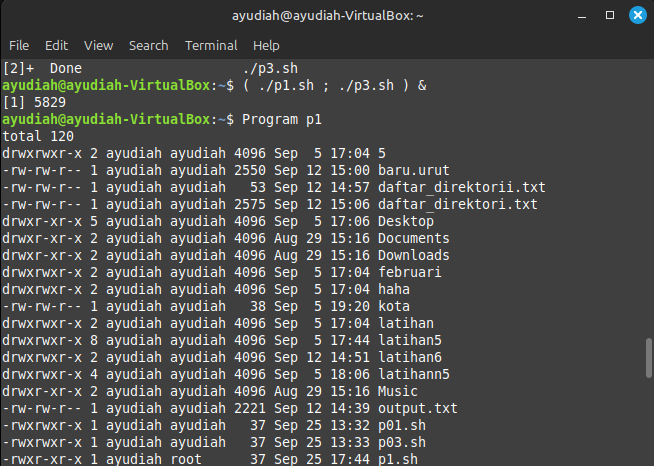 ayudiah@ayudiah-VirtualBox: ~
File Edit View Search Terminal Help
[2]+  Done                    ./p3.sh
ayudiah@ayudiah-VirtualBox:~$ ( ./p1.sh ; ./p3.sh ) &
[1] 5829
ayudiah@ayudiah-VirtualBox:~$ Program p1
total 120
drwxrwxr-x 2 ayudiah ayudiah 4096 Sep  5 17:04 5
-rw-rw-r-- 1 ayudiah ayudiah 2550 Sep 12 15:00 baru.urut
-rw-rw-r-- 1 ayudiah ayudiah   53 Sep 12 14:57 daftar_direktorii.txt
-rw-rw-r-- 1 ayudiah ayudiah 2575 Sep 12 15:06 daftar_direktori.txt
drwxr-xr-x 5 ayudiah ayudiah 4096 Sep  5 17:06 Desktop
drwxr-xr-x 2 ayudiah ayudiah 4096 Aug 29 15:16 Documents
drwxr-xr-x 2 ayudiah ayudiah 4096 Aug 29 15:16 Downloads
drwxr-xr-x 2 ayudiah ayudiah 4096 Sep  5 17:04 februari
drwxr-xr-x 2 ayudiah ayudiah 4096 Sep  5 17:04 haha
-rw-rw-r-- 1 ayudiah ayudiah   38 Sep  5 19:20 kota
drwxrwxr-x 2 ayudiah ayudiah 4096 Sep  5 17:04 latihan
drwxrwxr-x 8 ayudiah ayudiah 4096 Sep  5 17:44 latihan5
drwxrwxr-x 2 ayudiah ayudiah 4096 Sep 12 14:51 latihan6
drwxrwxr-x 4 ayudiah ayudiah 4096 Sep  5 18:06 latihann5
drwxr-xr-x 2 ayudiah ayudiah 4096 Aug 29 15:16 Music
-rw-rw-r-- 1 ayudiah ayudiah 2221 Sep 12 14:39 output.txt
-rwxrwxr-x 1 ayudiah ayudiah   37 Sep 25 13:32 p01.sh
-rwxrwxr-x 1 ayudiah ayudiah   37 Sep 25 13:33 p03.sh
-rwxr-xr-x 1 ayudiah root      37 Sep 25 17:44 p1.sh